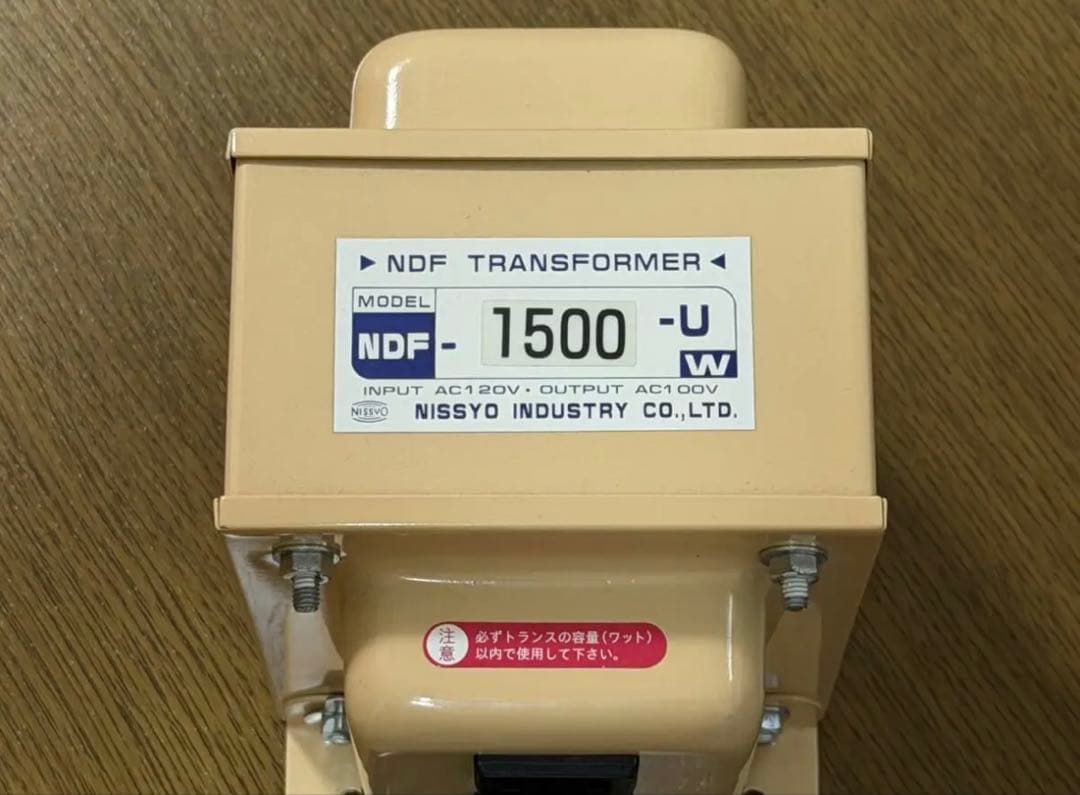 ▶ NDF TRANSFORMER ◀
MODEL
NDF- 1500 -U
W
INPUT AC120V・OUTPUT AC100V
NISSYO NISSYO INDUSTRY CO.,LTD.
注意
必ずトランスの容量(ワット)
以内で使用して下さい。